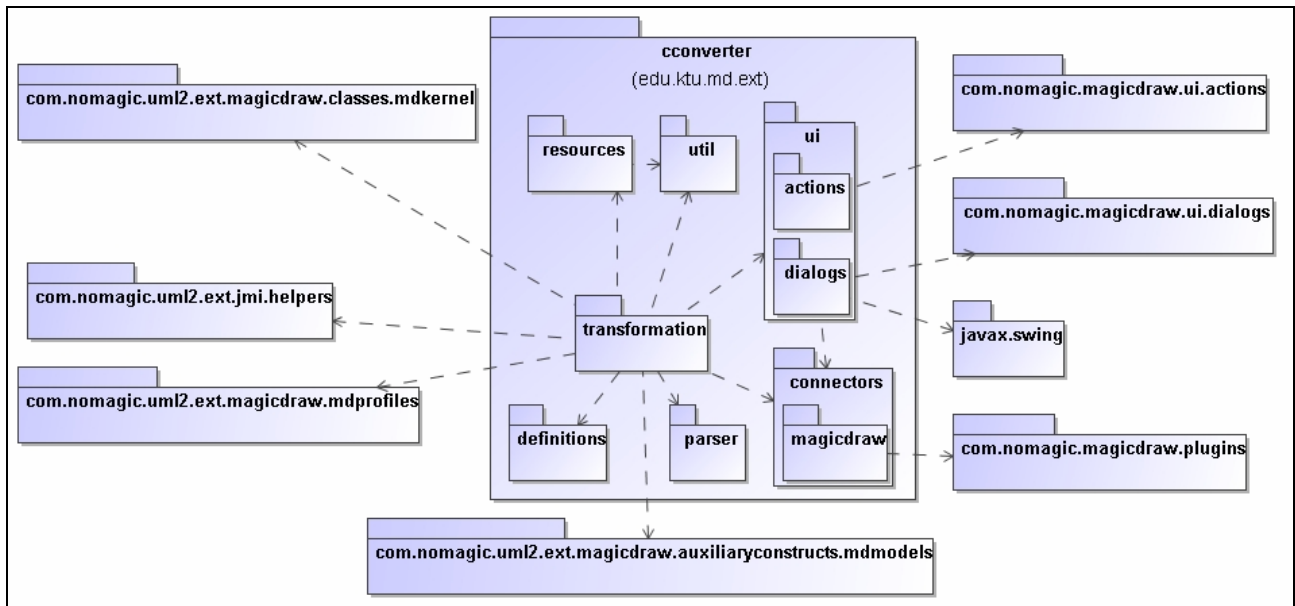 cconverter
(edu.ktu.md.ext)
com.nomagic.uml2.ext.magicdraw.classes.mdkernel
com.nomagic.magicdraw.ui.actions
resources
util
ui
actions
com.nomagic.magicdraw.ui.dialogs
dialogs
com.nomagic.uml2.ext.jmi.helpers
transformation
javax.swing
connectors
com.nomagic.uml2.ext.magicdraw.mdprofiles
definitions
parser
magicdraw
com.nomagic.magicdraw.plugins
com.nomagic.uml2.ext.magicdraw.auxiliaryconstructs.mdmodels